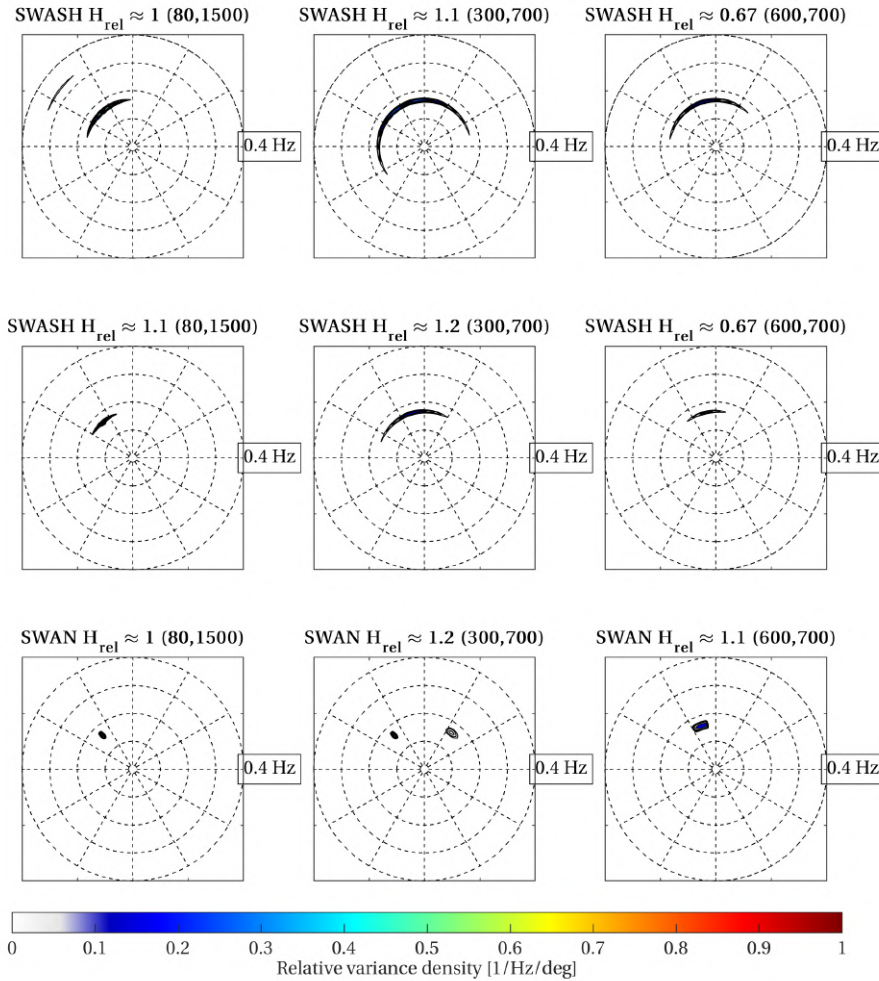 SWASH H_rel ≈ 1 (80,1500)
SWASH H_rel ≈ 1.1 (300,700)
SWASH H_rel ≈ 0.67 (600,700)
0.4 Hz
0.4 Hz
0.4 Hz
SWASH H_rel ≈ 1.1 (80,1500)
SWASH H_rel ≈ 1.2 (300,700)
SWASH H_rel ≈ 0.67 (600,700)
0.4 Hz
0.4 Hz
0.4 Hz
SWAN H_rel ≈ 1 (80,1500)
SWAN H_rel ≈ 1.2 (300,700)
SWAN H_rel ≈ 1.1 (600,700)
0.4 Hz
0.4 Hz
0.4 Hz
0 0.1 0.2 0.3 0.4 0.5 0.6 0.7 0.8 0.9 1
Relative variance density [1/Hz/deg]